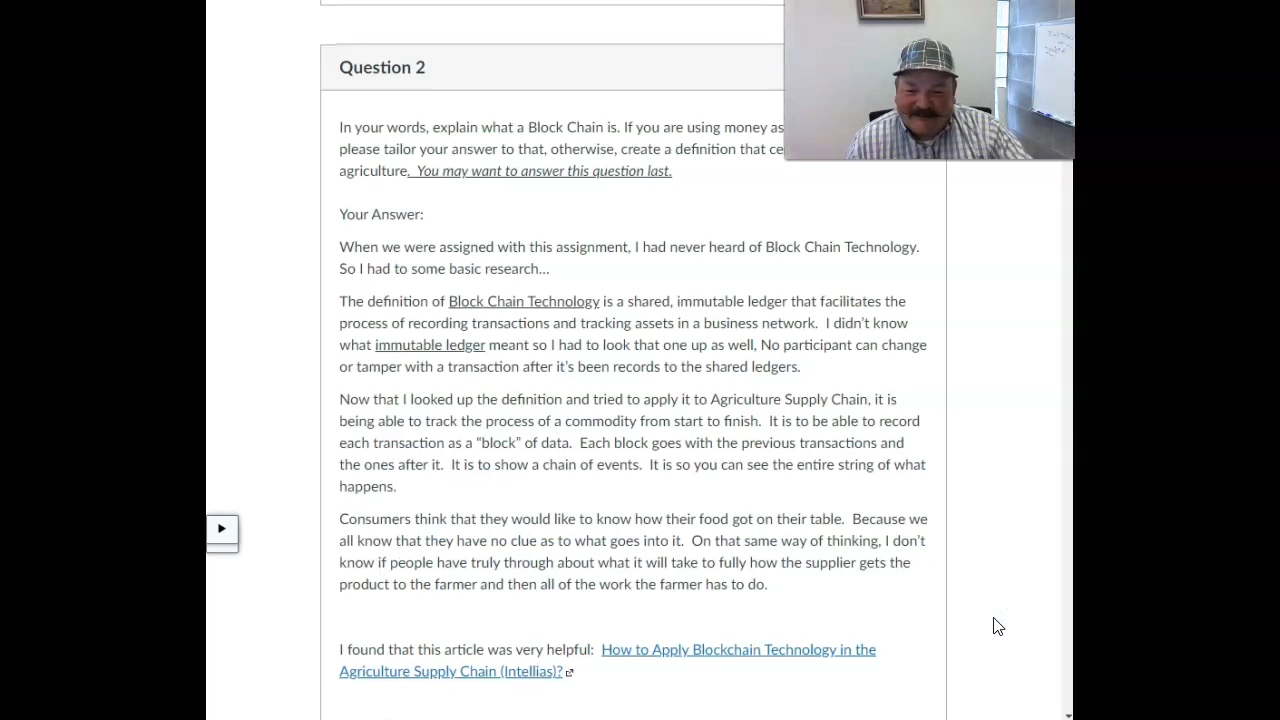 Question 2
In your words, explain what a Block Chain is. If you are using money as
please tailor your answer to that, otherwise, create a definition that ce
agriculture. You may want to answer this question last.
Your Answer:
When we were assigned with this assignment, I had never heard of Block Chain Technology.
So I had to some basic research...
The definition of Block Chain Technology is a shared, immutable ledger that facilitates the
process of recording transactions and tracking assets in a business network. I didn't know
what immutable ledger meant so I had to look that one up as well, No participant can change
or tamper with a transaction after it's been records to the shared ledgers.
Now that I looked up the definition and tried to apply it to Agriculture Supply Chain, it is
being able to track the process of a commodity from start to finish. It is to be able to record
each transaction as a "block" of data. Each block goes with the previous transactions and
the ones after it. It is to show a chain of events. It is so you can see the entire string of what
happens.
Consumers think that they would like to know how their food got on their table. Because we
all know that they have no clue as to what goes into it. On that same way of thinking, I don't
know if people have truly through about what it will take to fully how the supplier gets the
product to the farmer and then all of the work the farmer has to do.
I found that this article was very helpful: How to Apply Blockchain Technology in the
Agriculture Supply Chain (Intellias)?